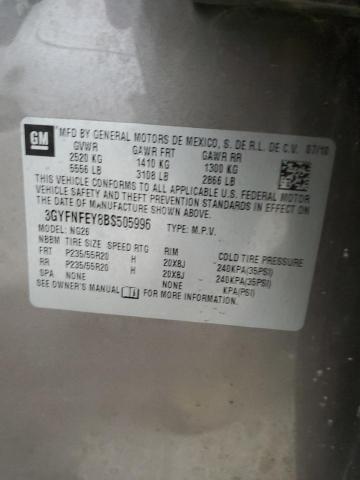 GM
MFD BY GENERAL MOTORS DE MEXICO, S. DE R.L. DE C.V. 07/10
GVWR GAWR FRT GAWR RR
2520 KG 1410 KG 1300 KG
5556 LB 3108 LB 2866 LB
THIS VEHICLE CONFORMS TO ALL APPLICABLE U.S. FEDERAL MOTOR
VEHICLE SAFETY AND THEFT PREVENTION STANDARDS IN EFFECT ON
THE DATE OF MANUFACTURE SHOWN ABOVE.
3GYFNFEY8BS505996 TYPE: M.P.V.
MODEL: NG26
NBBM TIRE SIZE SPEED RTG RIM COLD TIRE PRESSURE
FRT P235/55R20 H 20X8J 240KPA(35PSI)
RR P235/55R20 H 20X8J 240KPA(35PSI)
SPA NONE KPA(PSI)
SEE OWNER'S MANUAL FOR MORE INFORMATION.